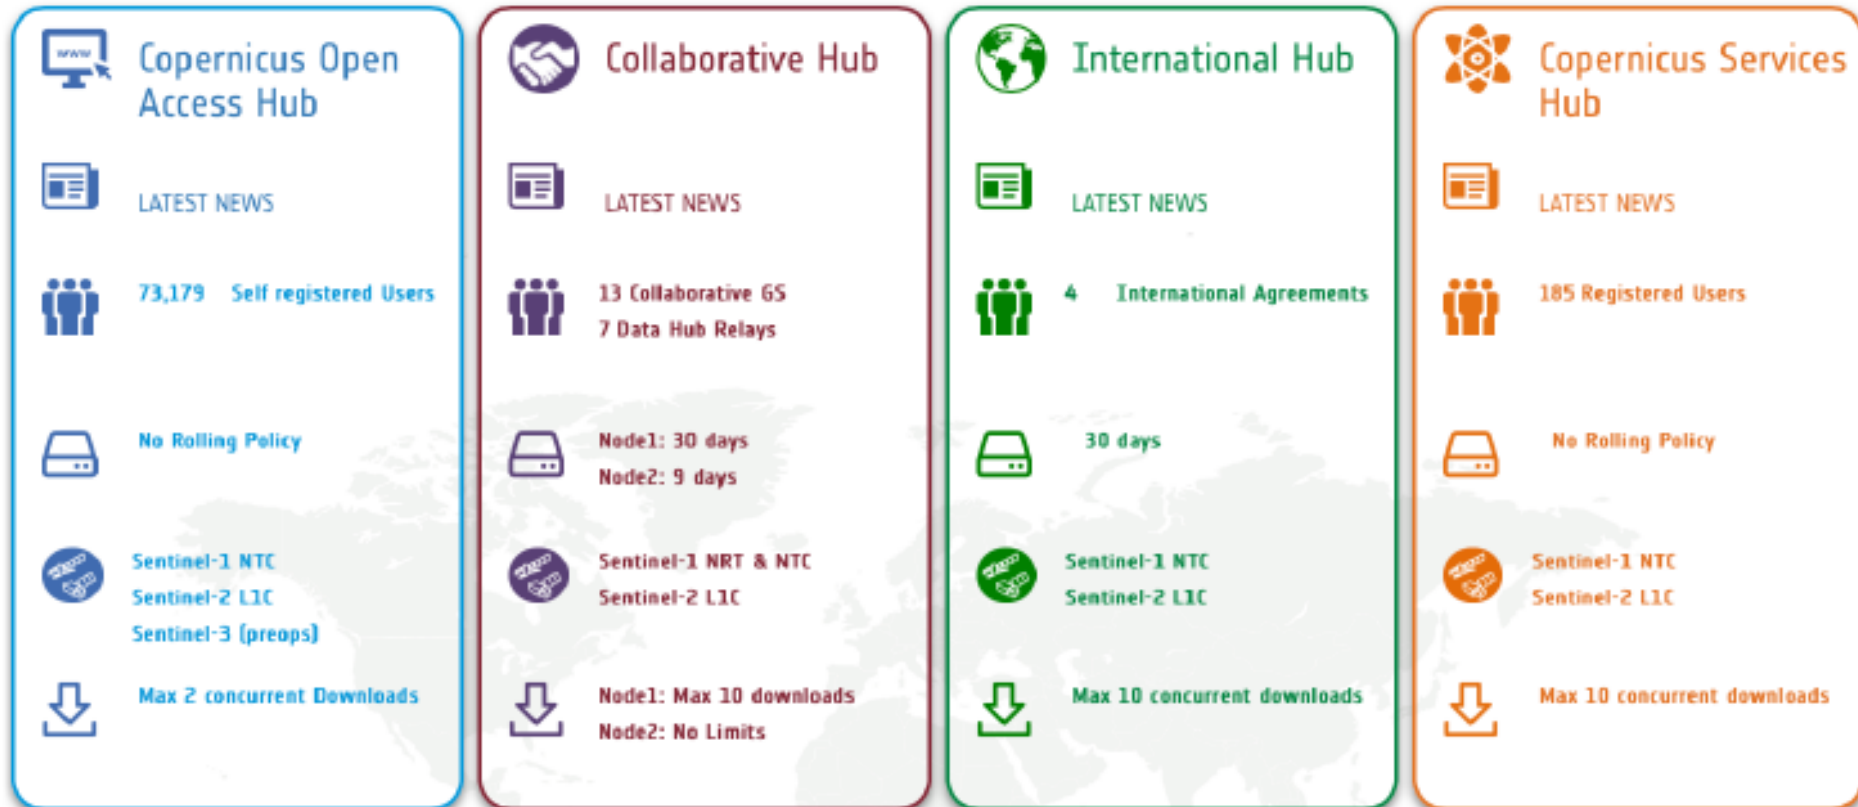 www
Copernicus Open
Access Hub
LATEST NEWS
73,179 Self registered Users
No Rolling Policy
Sentinel-1 NTC
Sentinel-2 L1C
Sentinel-3 (preops)
Max 2 concurrent Downloads
Collaborative Hub
LATEST NEWS
13 Collaborative GS
7 Data Hub Relays
Node1: 30 days
Node2: 9 days
Sentinel-1 NRT & NTC
Sentinel-2 L1C
Node1: Max 10 downloads
Node2: No Limits
International Hub
LATEST NEWS
4 International Agreements
30 days
Sentinel-1 NTC
Sentinel-2 L1C
Max 10 concurrent downloads
Copernicus Services
Hub
LATEST NEWS
185 Registered Users
No Rolling Policy
Sentinel-1 NTC
Sentinel-2 L1C
Max 10 concurrent downloads